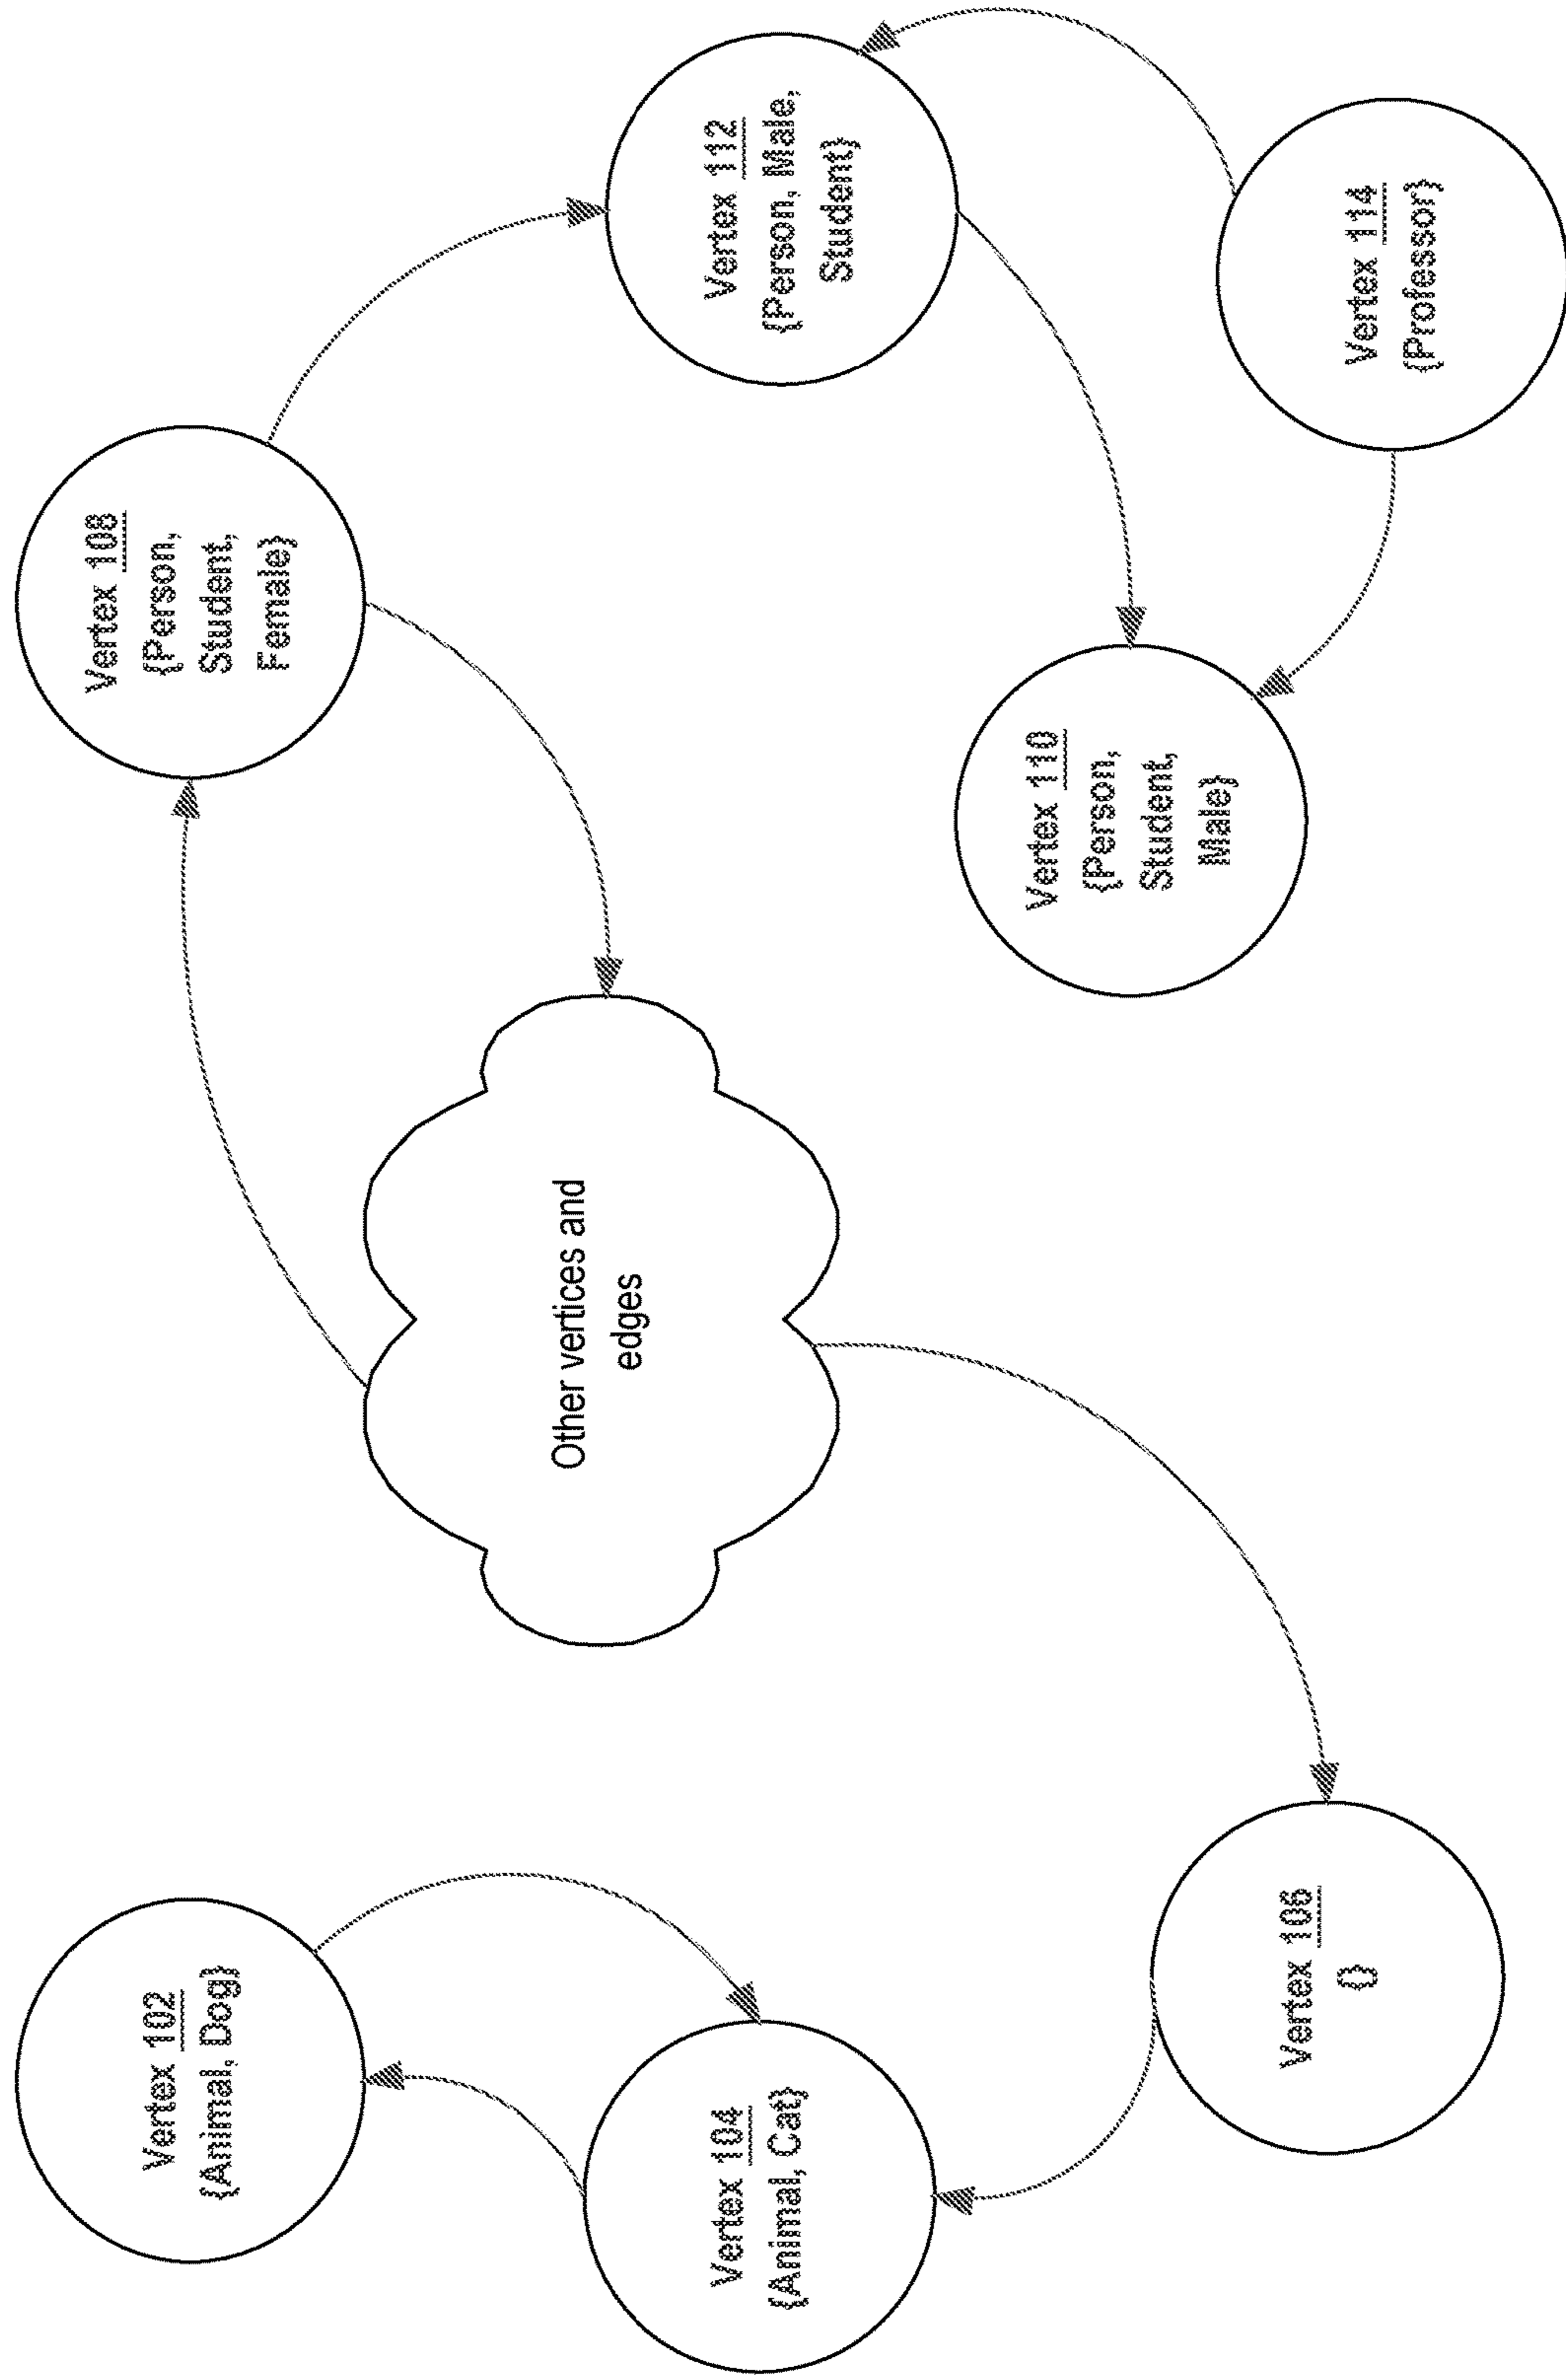 Vertex 102
{Animal, Dog}
Vertex 104
{Animal, Cat}
Vertex 106
{}
Other vertices and
edges
Vertex 108
{Person,
Student,
Female}
Vertex 110
{Person,
Student,
Male}
Vertex 112
{Person, Male,
Student}
Vertex 114
{Professor}